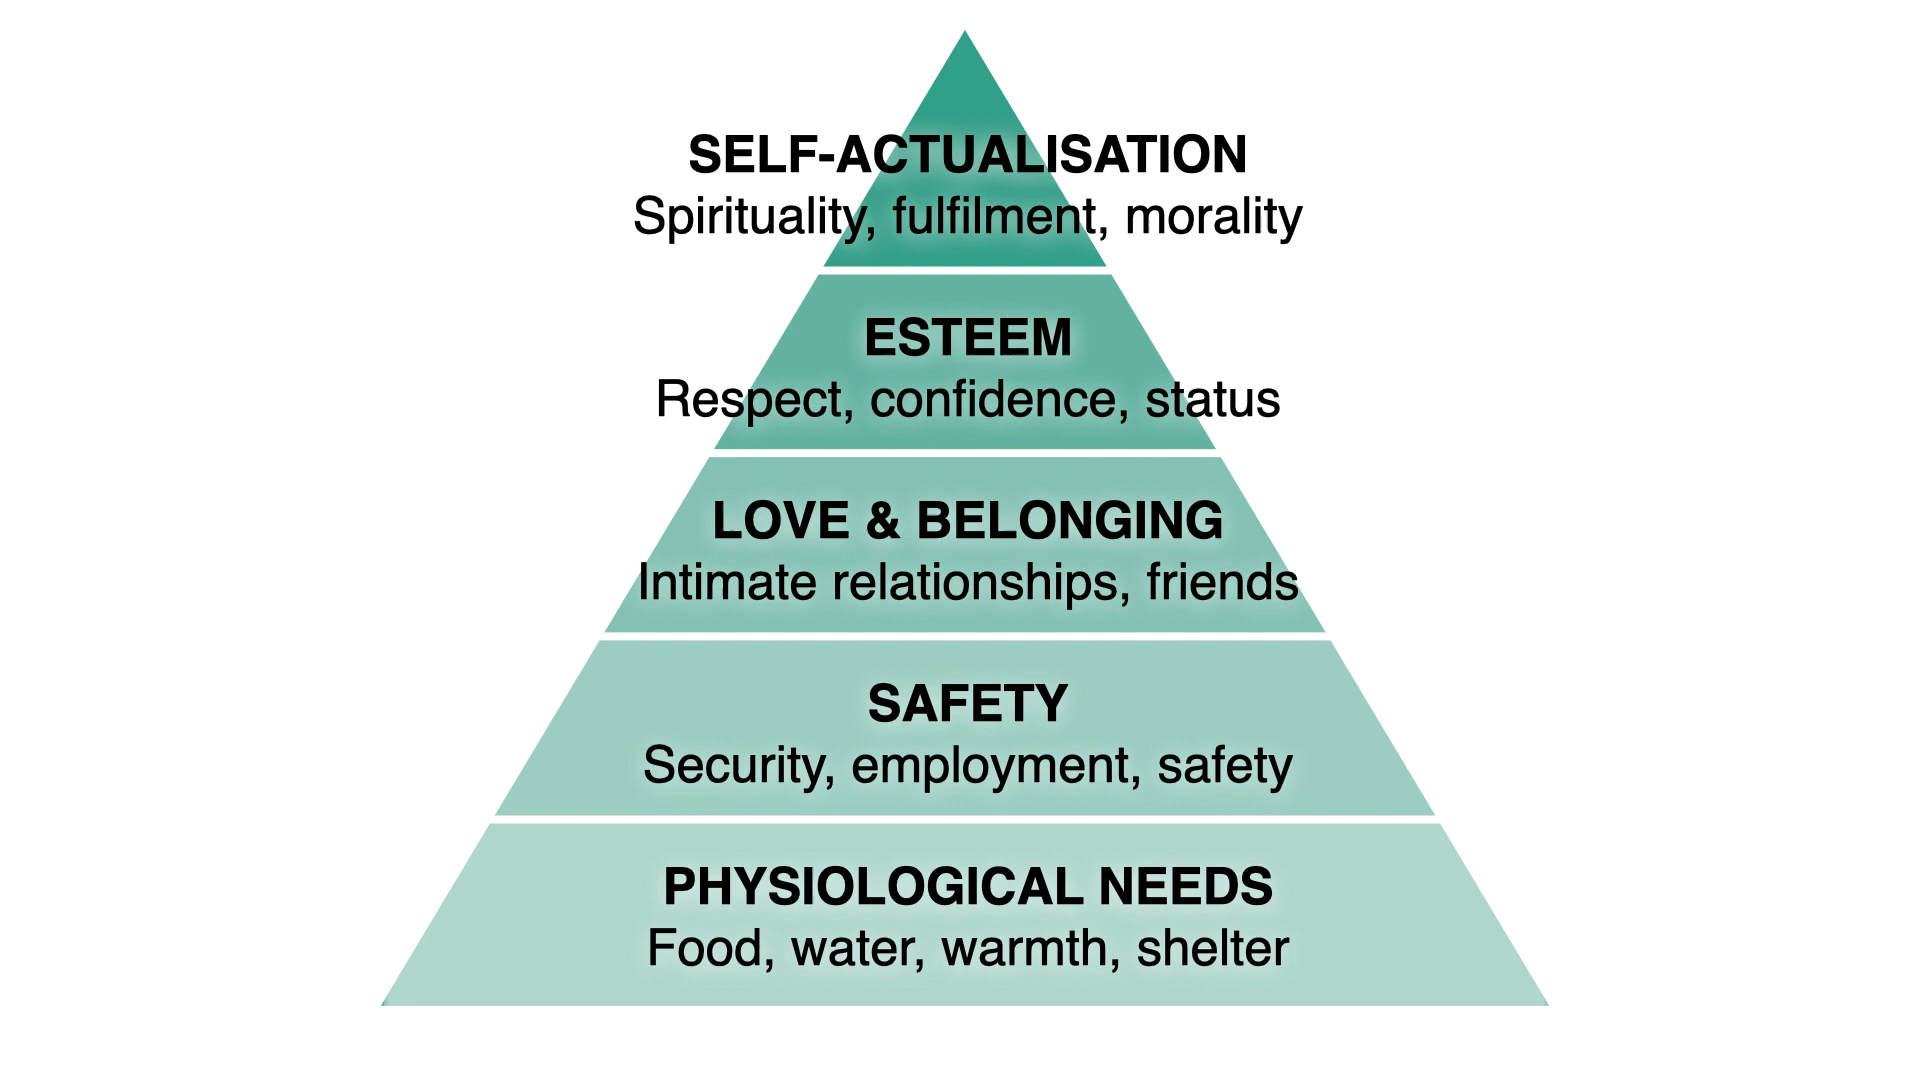 SELF-ACTUALISATION
Spirituality, fulfilment, morality
ESTEEM
Respect, confidence, status
LOVE & BELONGING
Intimate relationships, friends
SAFETY
Security, employment, safety
PHYSIOLOGICAL NEEDS
Food, water, warmth, shelter